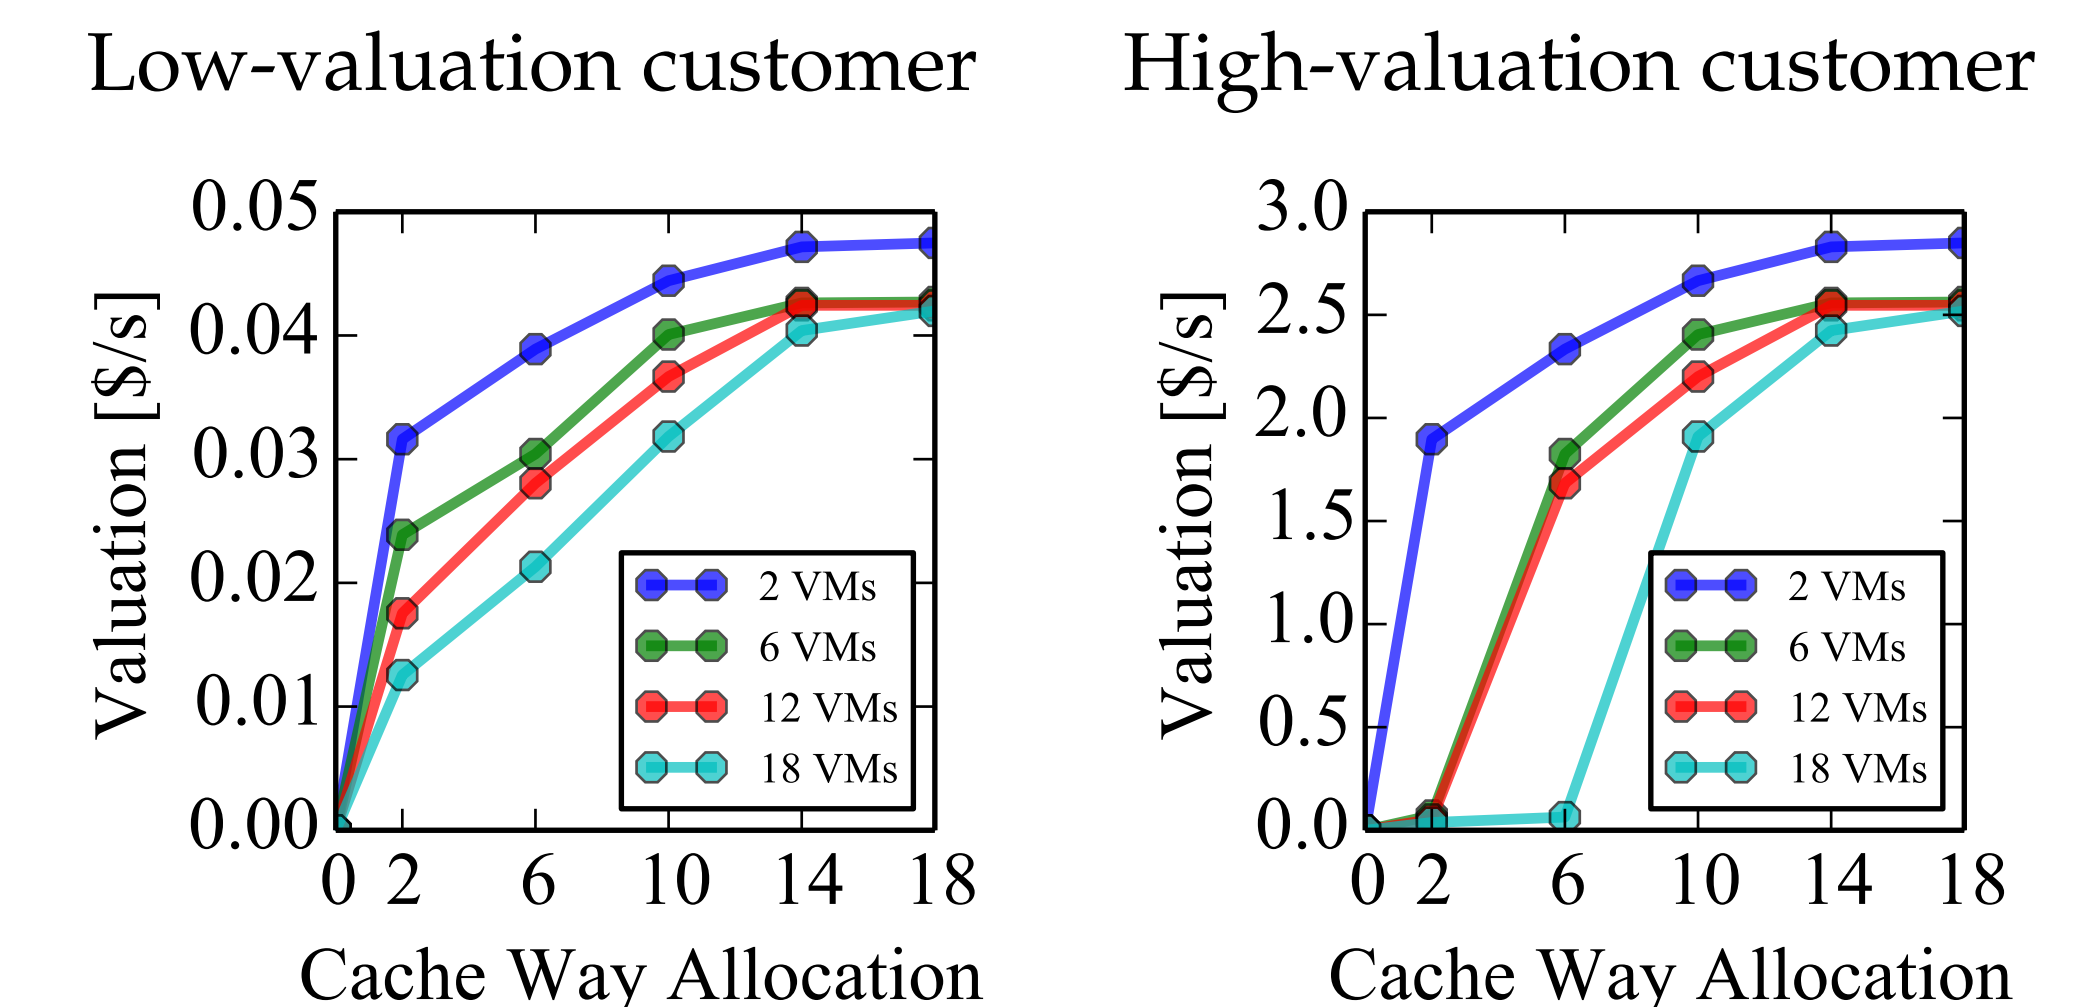 Low-valuation customer
Valuation [$/s]
0.05
0.04
0.03
0.02
0.01
0.00
0 2 6 10 14 18
Cache Way Allocation
2 VMs
6 VMs
12 VMs
18 VMs
High-valuation customer
Valuation [$/s]
3.0
2.5
2.0
1.5
1.0
0.5
0.0
0 2 6 10 14 18
Cache Way Allocation
2 VMs
6 VMs
12 VMs
18 VMs